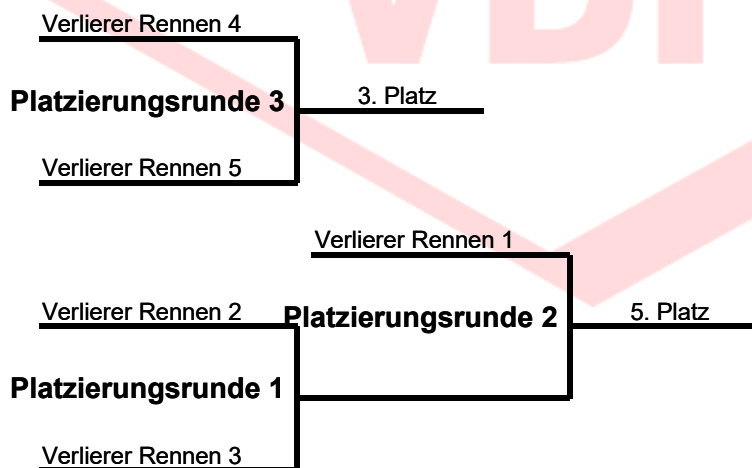 Verlierer Rennen 4
Platzierungsrunde 3
3. Platz
Verlierer Rennen 5
Verlierer Rennen 1
Verlierer Rennen 2
Platzierungsrunde 2
5. Platz
Platzierungsrunde 1
Verlierer Rennen 3